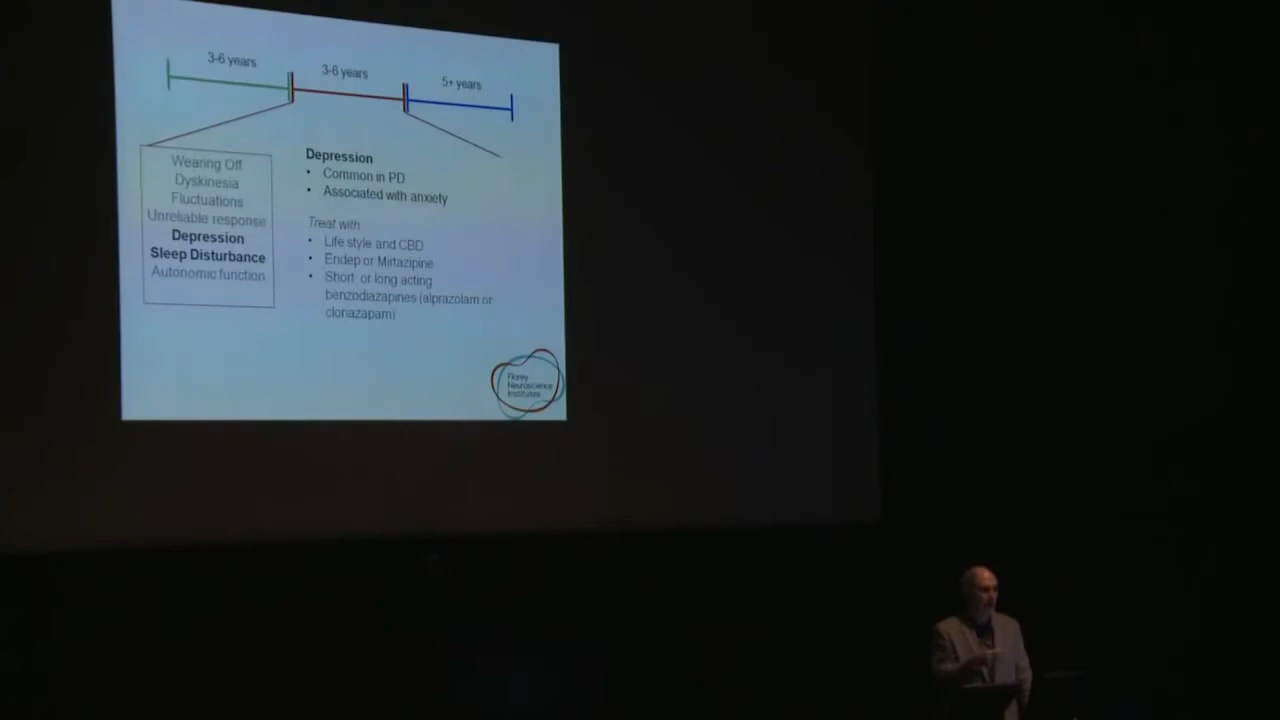 3-6 years
3-6 years
5+ years
Wearing Off
Dyskinesia
Fluctuations
Unreliable response
Depression
Sleep Disturbance
Autonomic function
Depression
• Common in PD
• Associated with anxiety
Treat with
• Life style and CBD
• Endep or Mirtazipine
• Short or long acting
benzodiazapines (alprazolam or
clonazapam)
Florey
Neuroscience
Institutes